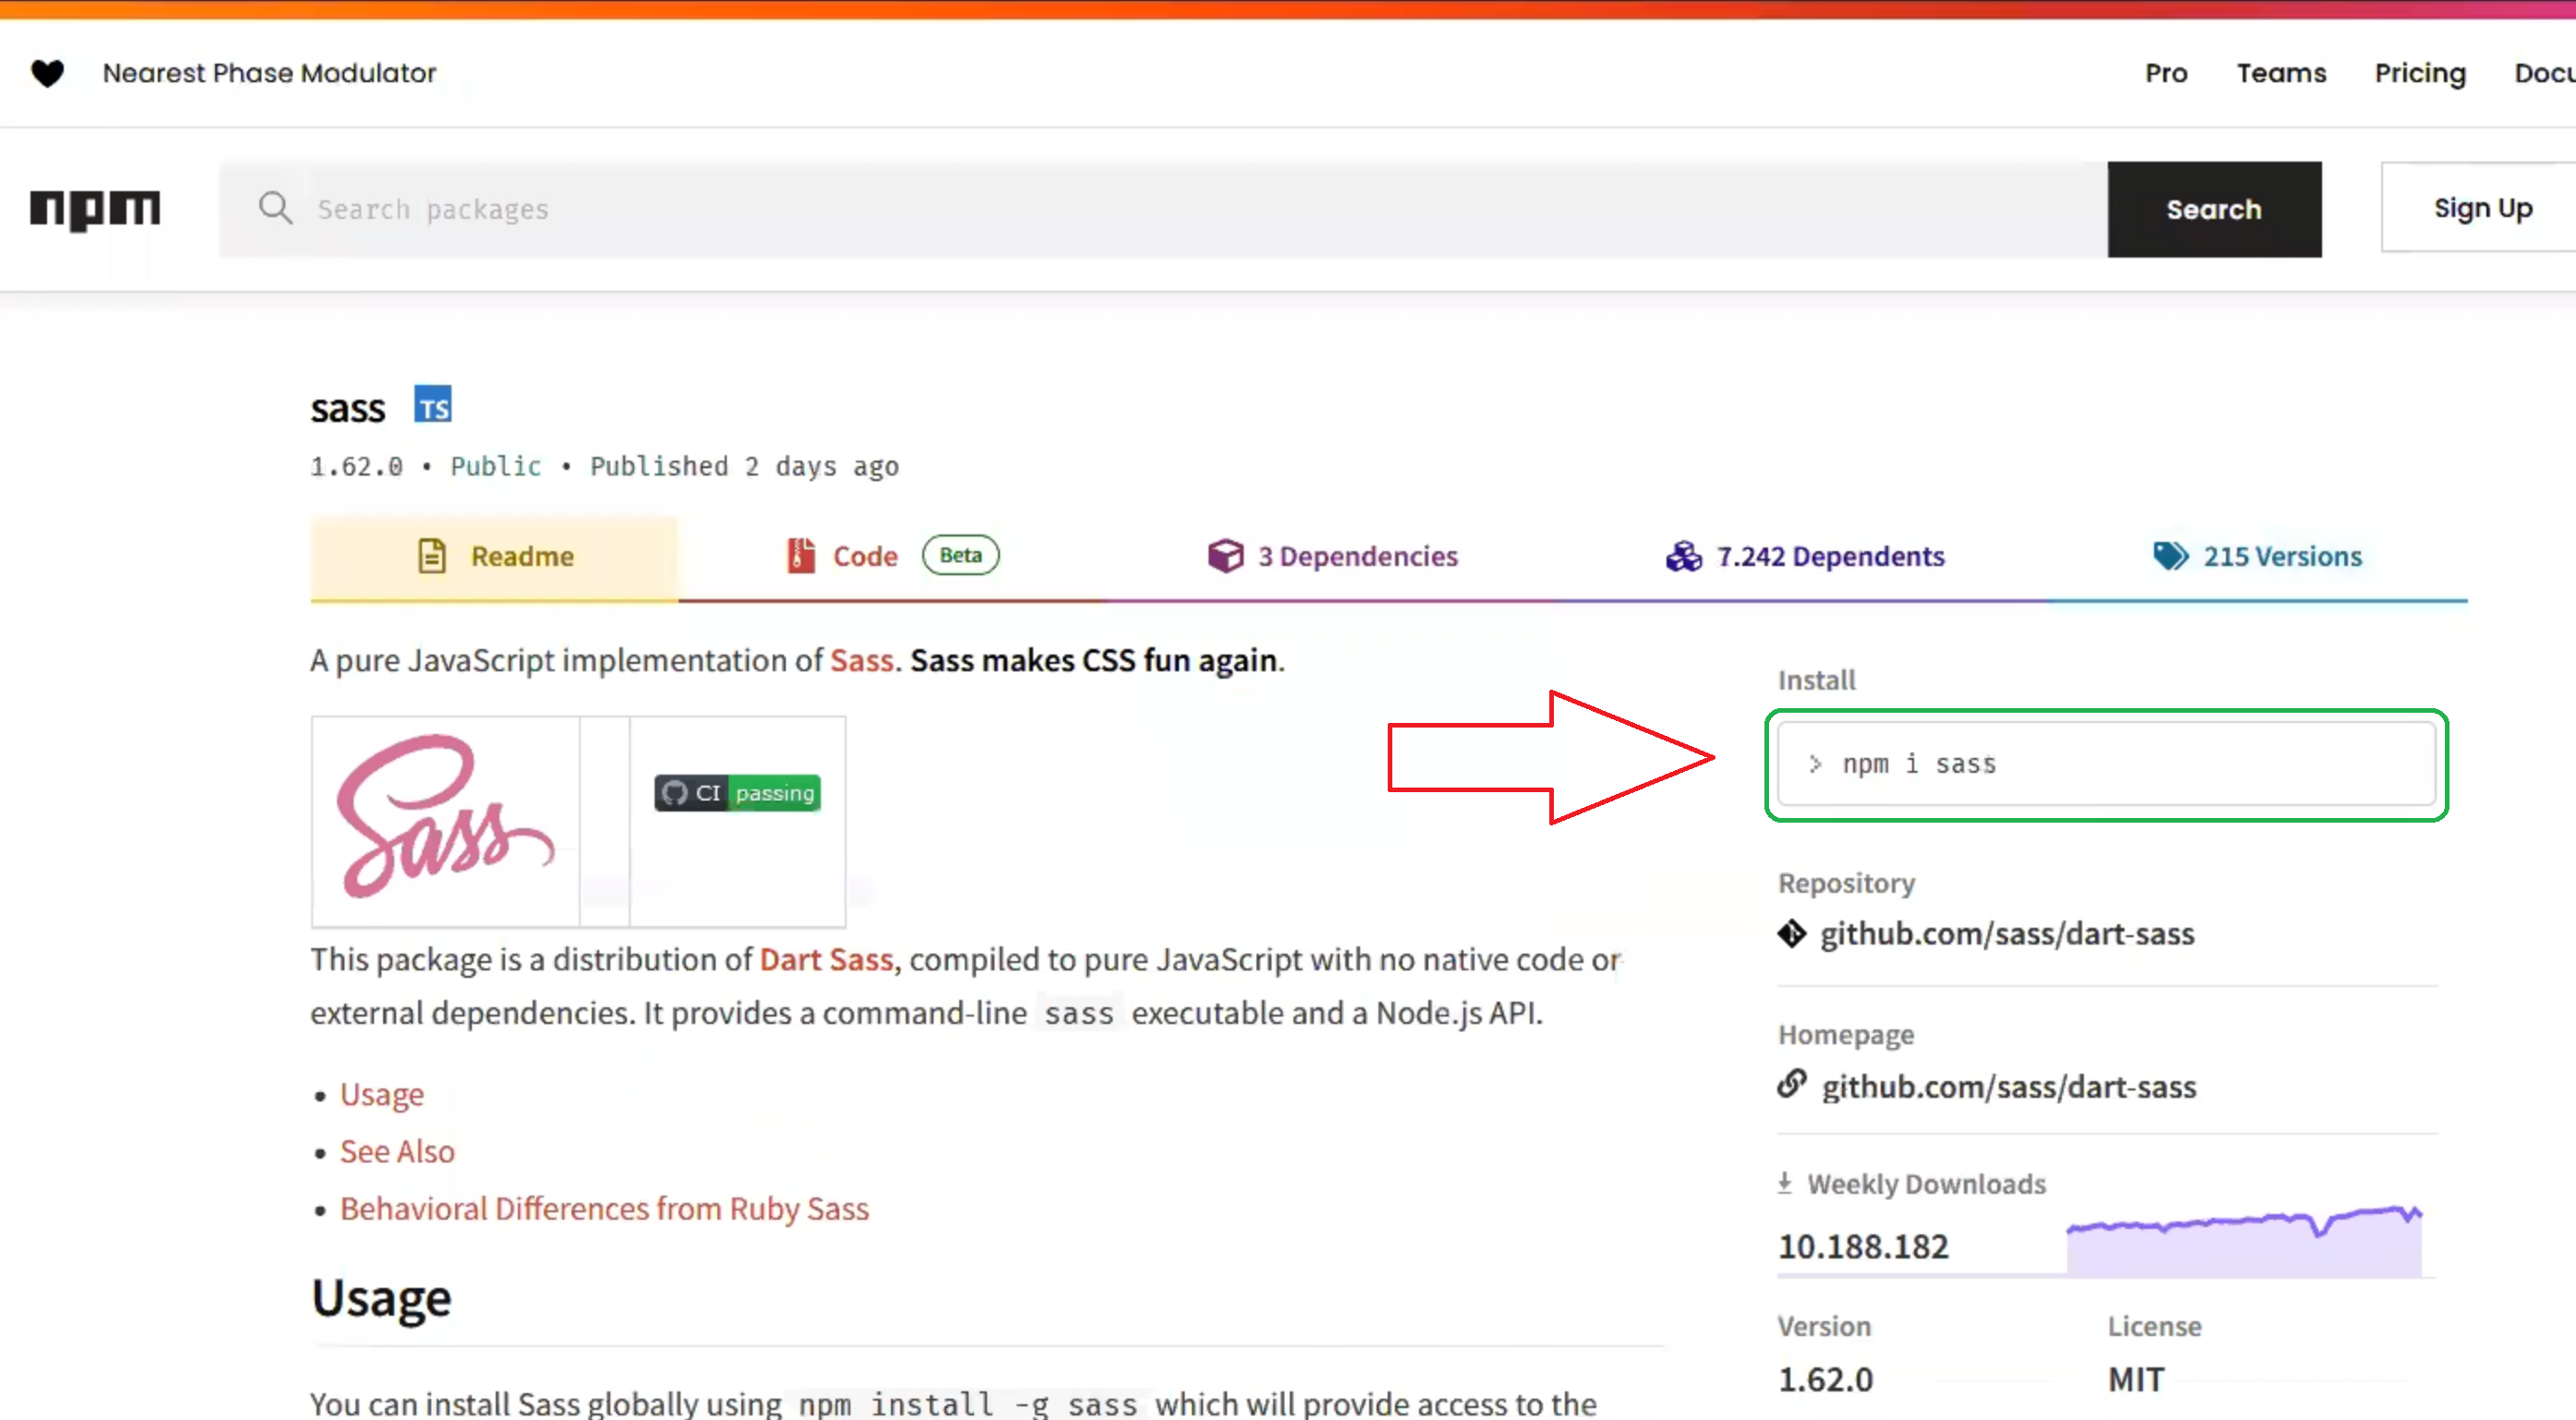 Nearest Phase Modulator
Pro Teams Pricing Docu
npm
Search packages
Search
Sign Up
sass TS
1.62.0 • Public • Published 2 days ago
Readme
Code Beta
3 Dependencies
7.242 Dependents
215 Versions
A pure JavaScript implementation of Sass. Sass makes CSS fun again.
Sass
CI passing
This package is a distribution of Dart Sass, compiled to pure JavaScript with no native code or
external dependencies. It provides a command-line sass executable and a Node.js API.
• Usage
• See Also
• Behavioral Differences from Ruby Sass
Usage
You can install Sass globally using npm install -g sass which will provide access to the
Install
> npm i sass
Repository
github.com/sass/dart-sass
Homepage
github.com/sass/dart-sass
Weekly Downloads
10.188.182
Version
1.62.0
License
MIT